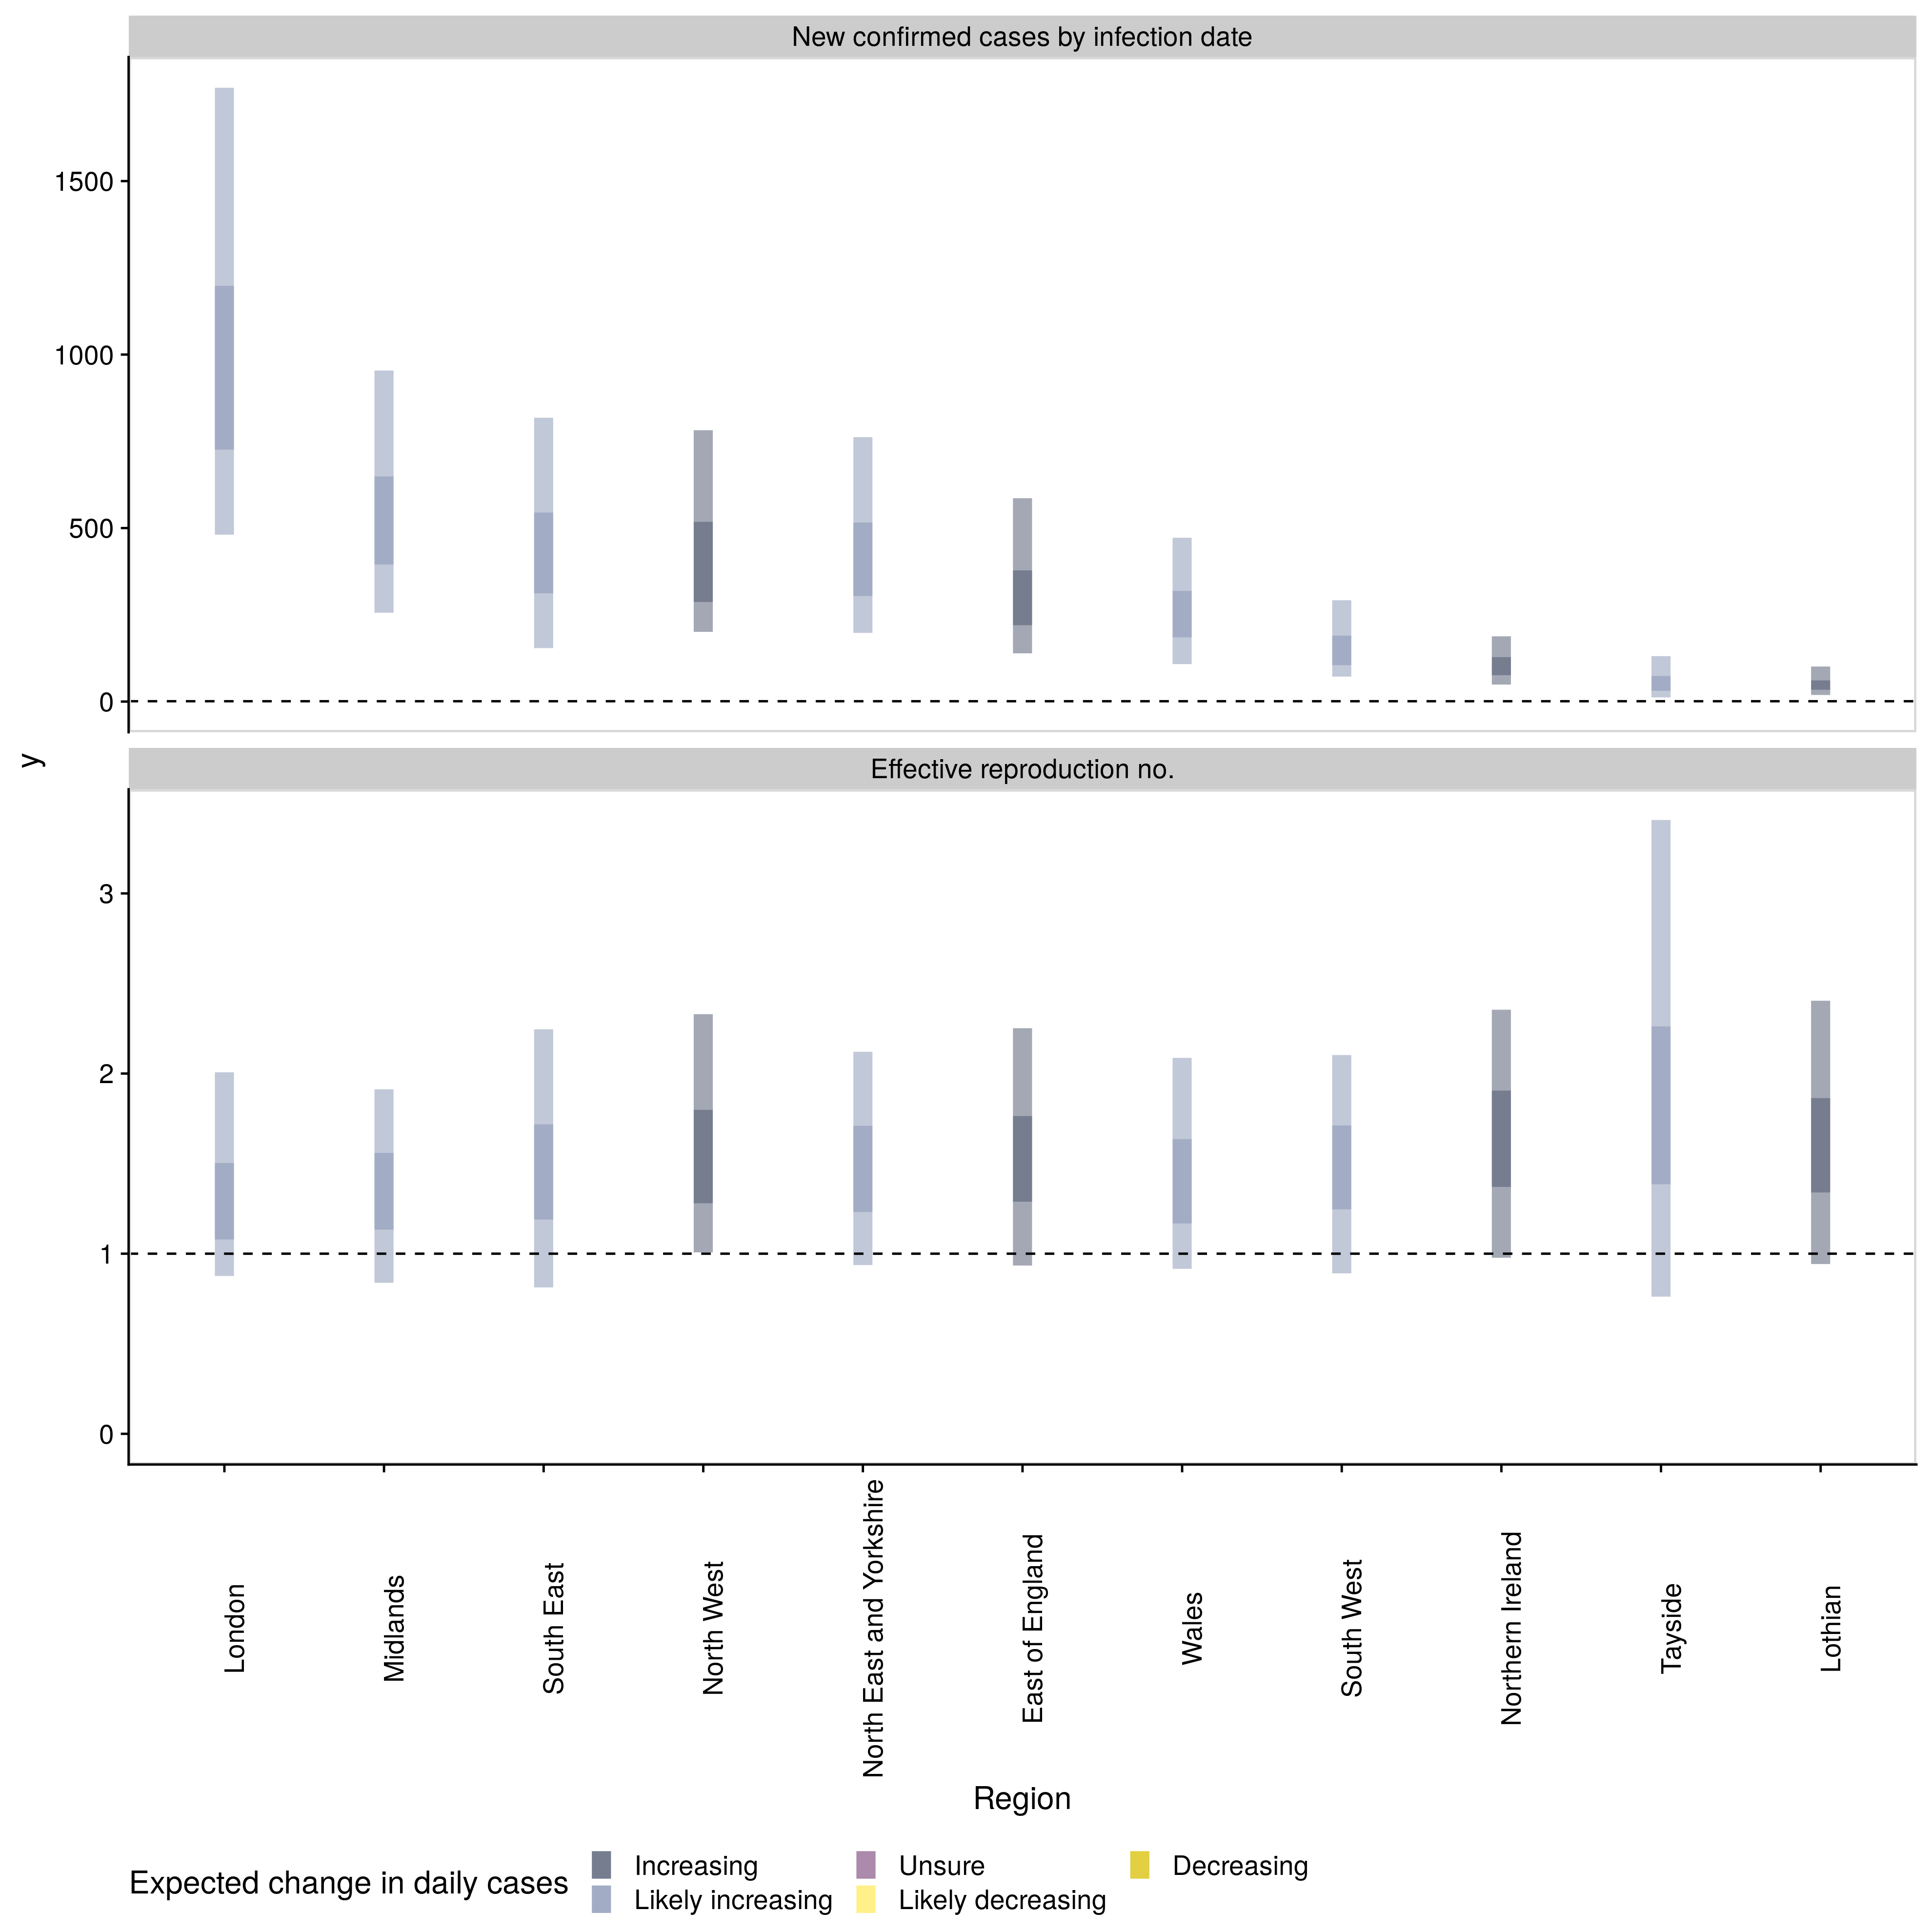 New confirmed cases by infection date
1500
1000
500
0
y
Effective reproduction no.
3
2
1
0
London
Midlands
South East
North West
North East and Yorkshire
East of England
Wales
South West
Northern Ireland
Tayside
Lothian
Region
Expected change in daily cases
Increasing
Likely increasing
Unsure
Likely decreasing
Decreasing